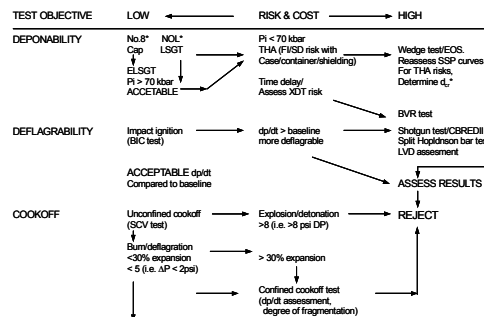 TEST OBJECTIVE LOW RISK & COST HIGH
DEPONABILITY
No.8* NOL*
Cap LSGT
ELSGT
Pi > 70 kbar
ACCETABLE
Pi < 70 kbar
THA (FI/SD risk with
Case/container/shielding)
Time delay/
Assess XDT risk
Wedge test/EOS.
Reassess SSP curves
For THA risks,
Determine
BVR test
DEFLAGRABILITY
Impact ignition
(BIC test)
dp/dt > baseline
more deflagrable
Shotgun test/CBREDII
Split Hopldnson bar tes
LVD assesment
ACCEPTABLE dp/dt
Compared to baseline
ASSESS RESULTS
COOKOFF
Unconfined cookoff
(SCV test)
Explosion/detonation
>8 (i.e. >8 psi DP)
REJECT
Burn/deflagration
<30% expansion
< 5 (i.e. ΔP < 2psi)
> 30% expansion
Confined cookoff test
(dp/dt assessment,
degree of fragmentation)